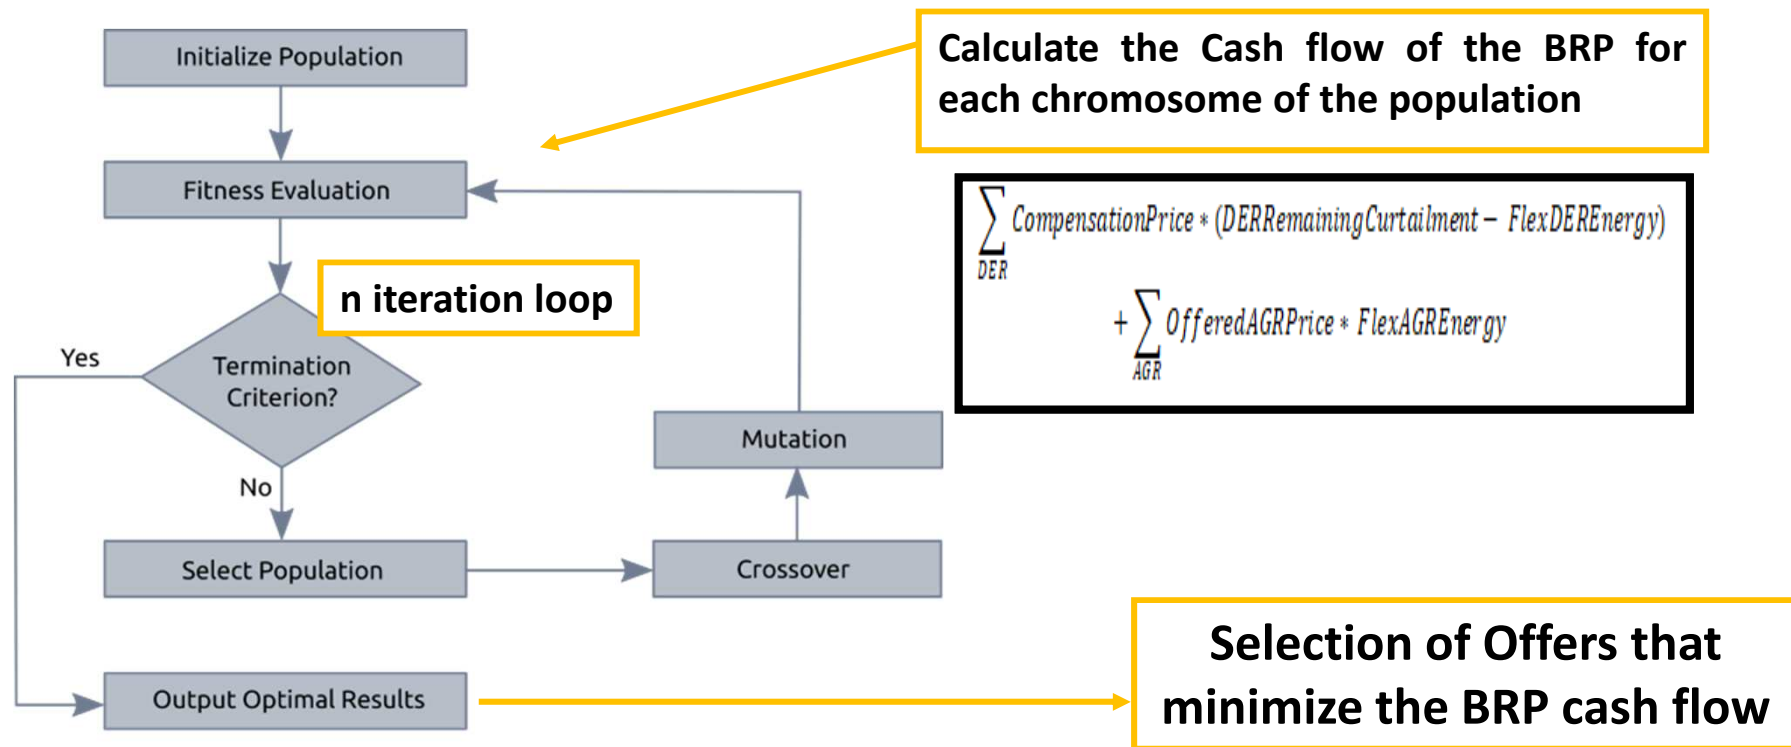 Initialize Population
Calculate the Cash flow of the BRP for
each chromosome of the population
Fitness Evaluation
∑ CompensationPrice * (DERRemainingCurtailment − FlexDEREnergy)
DER
+ ∑ OfferedAGRPrice * FlexAGREnergy
AGR
n iteration loop
Yes
Termination
Criterion?
No
Mutation
Select Population
Crossover
Output Optimal Results
Selection of Offers that
minimize the BRP cash flow